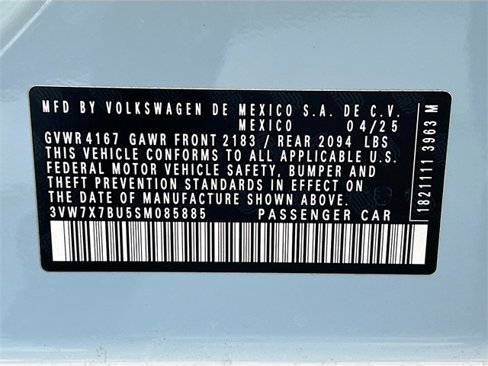 MFD BY VOLKSWAGEN DE MEXICO S.A. DE C.V.
MEXICO 04/25
GVWR 4167 GAWR FRONT 2183 / REAR 2094 LBS
THIS VEHICLE CONFORMS TO ALL APPLICABLE
FEDERAL MOTOR VEHICLE SAFETY, BUMPER AND
THEFT PREVENTION STANDARDS IN EFFECT ON
THE DATE OF MANUFACTURE SHOWN ABOVE.
3VW7X7BU5SM085885 PASSENGER CAR
18211111 3963 M